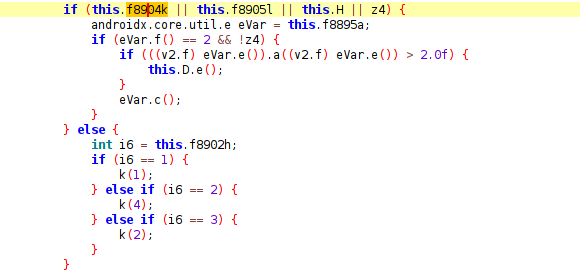 if (this.f8904k || this.f8905l || this.H || z4) {
androidx.core.util.e eVar = this.f8895a;
if (eVar.f() == 2 && !z4) {
if (((v2.f) eVar.e()).a((v2.f) eVar.e()) > 2.0f) {
this.D.e();
}
eVar.c();
}
} else {
int i6 = this.f8902h;
if (i6 == 1) {
k(1);
} else if (i6 == 2) {
k(4);
} else if (i6 == 3) {
k(2);
}
}